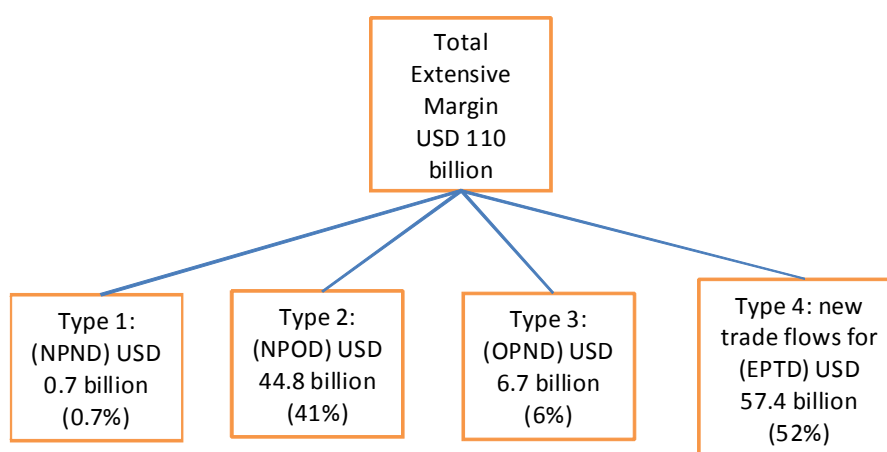 Total
Extensive
Margin
USD 110
billion
Type 1:
(NPND) USD
0.7 billion
(0.7%)
Type 2:
(NPOD) USD
44.8 billion
(41%)
Type 3:
(OPND) USD
6.7 billion
(6%)
Type 4: new
trade flows for
(EPTD) USD
57.4 billion
(52%)